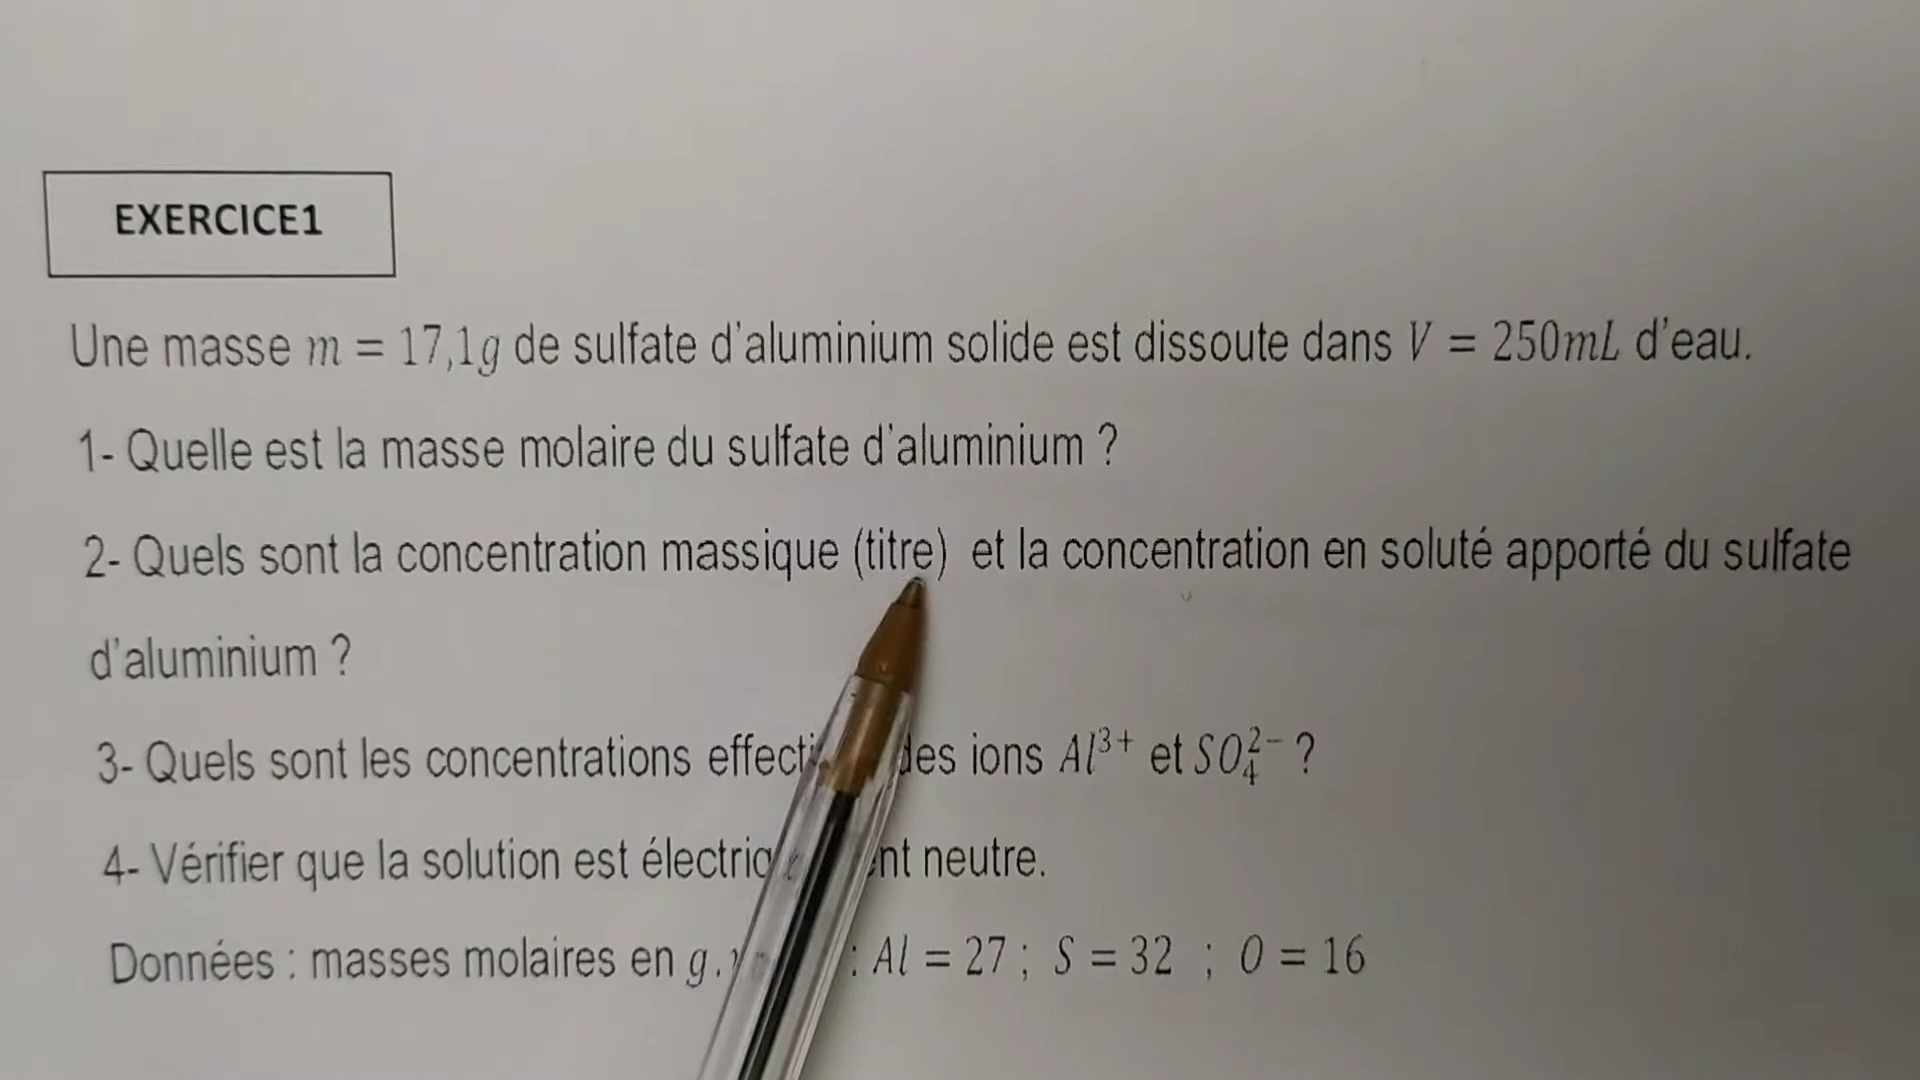 EXERCICE1
Une masse m = 17,1g de sulfate d'aluminium solide est dissoute dans V = 250mL d'eau.
1- Quelle est la masse molaire du sulfate d'aluminium ?
2- Quels sont la concentration massique (titre) et la concentration en soluté apporté du sulfate
d'aluminium ?
3- Quels sont les concentrations des ions Al³⁺ et SO₄²⁻ ?
4- Vérifier que la solution est neutre.
Données : masses molaires en g. : Al = 27 ; S = 32 ; O = 16